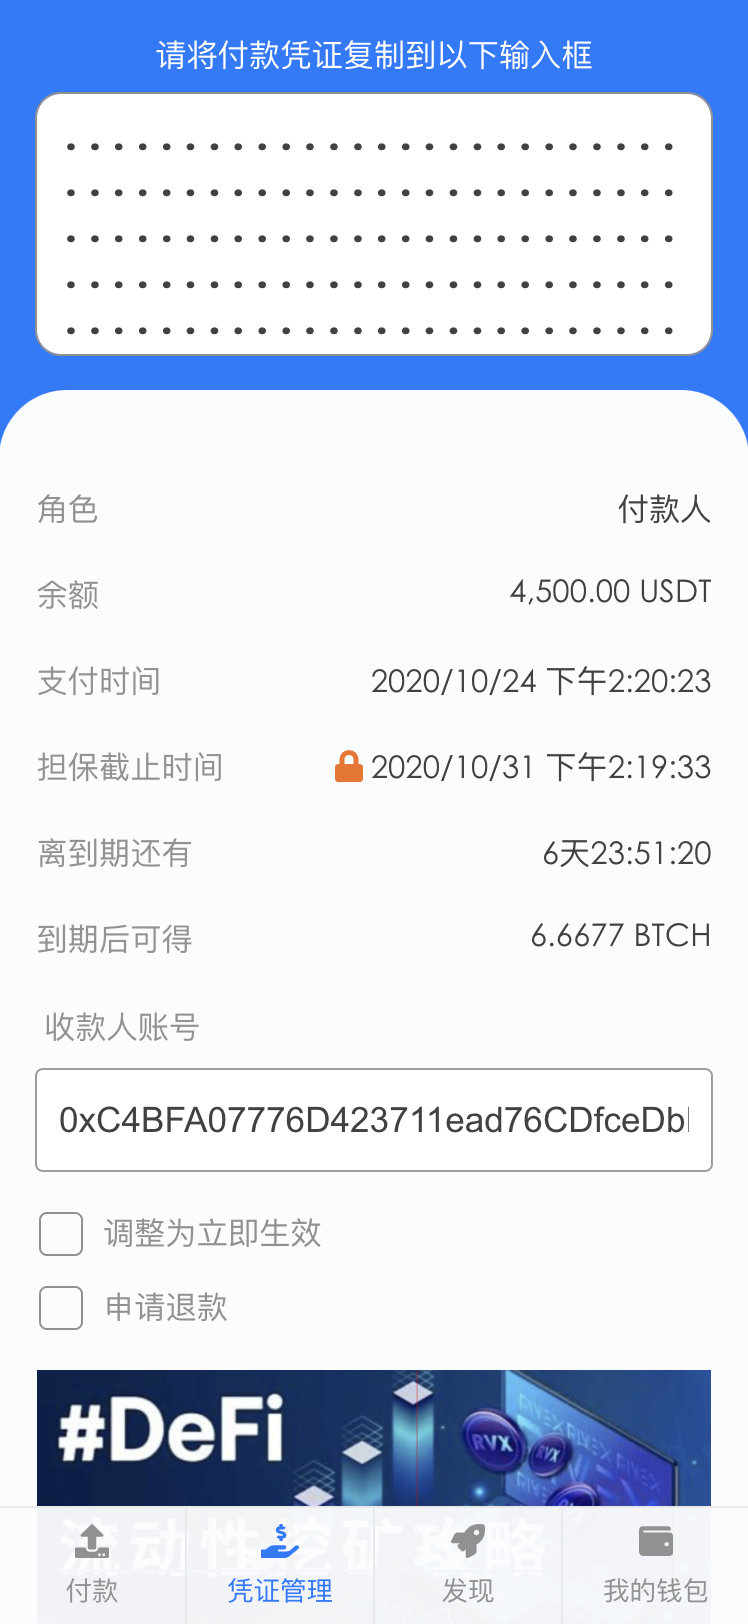 请将付款凭证复制到以下输入框
角色 付款人
余额 4,500.00 USDT
支付时间 2020/10/24 下午2:20:23
担保截止时间 2020/10/31 下午2:19:33
离到期还有 6天23:51:20
到期后可得 6.6677 BTCH
收款人账号
0xC4BFA07776D423711ead76CDfceDb
调整为立即生效
申请退款
#DeFi
RIVEX RIVEX RIVEX
RVX
RVX
流动性挖矿攻略
付款 凭证管理 发现 我的钱包